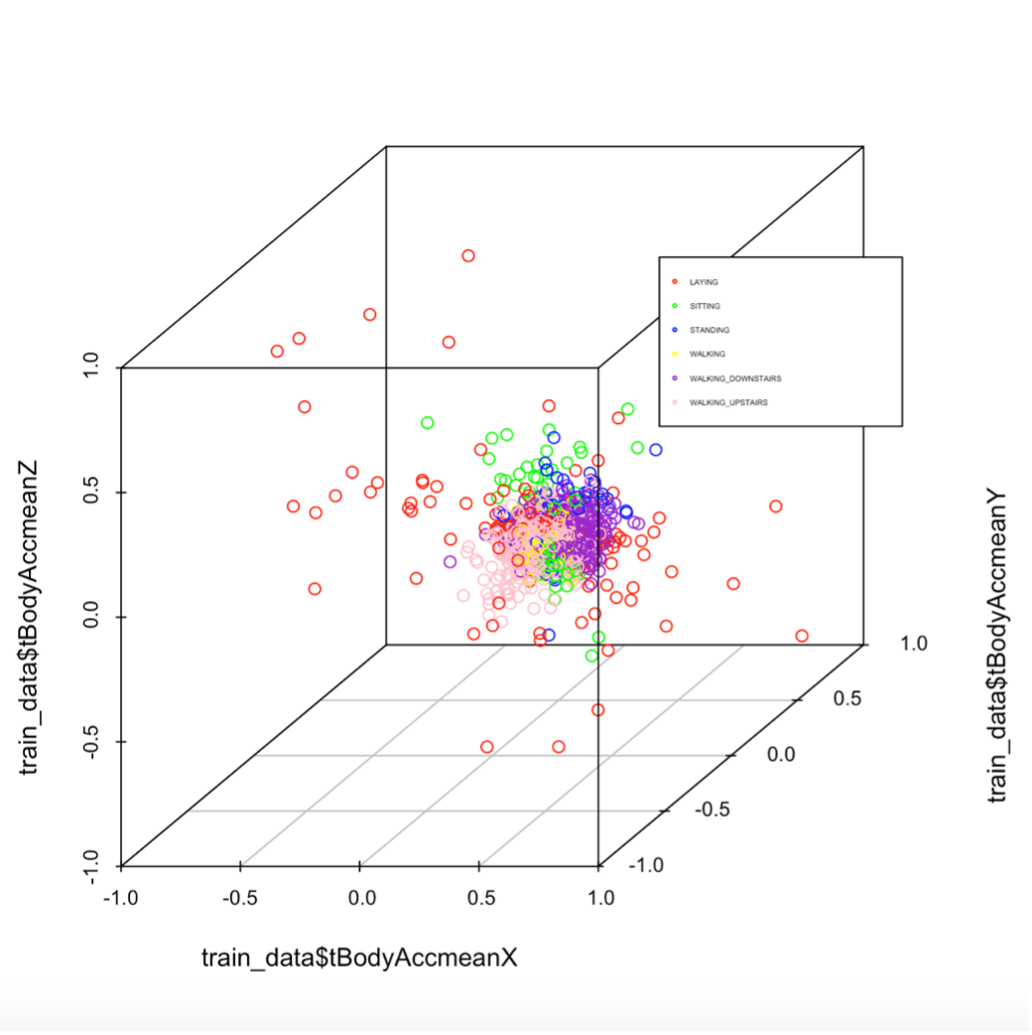 LAYING
SITTING
STANDING
WALKING
WALKING_DOWNSTAIRS
WALKING_UPSTAIRS
1.0
0.5
0.0
-0.5
-1.0
train_data$tBodyAccmeanZ
-1.0
-0.5
0.0
0.5
1.0
train_data$tBodyAccmeanX
1.0
0.5
0.0
-0.5
-1.0
train_data$tBodyAccmeanY